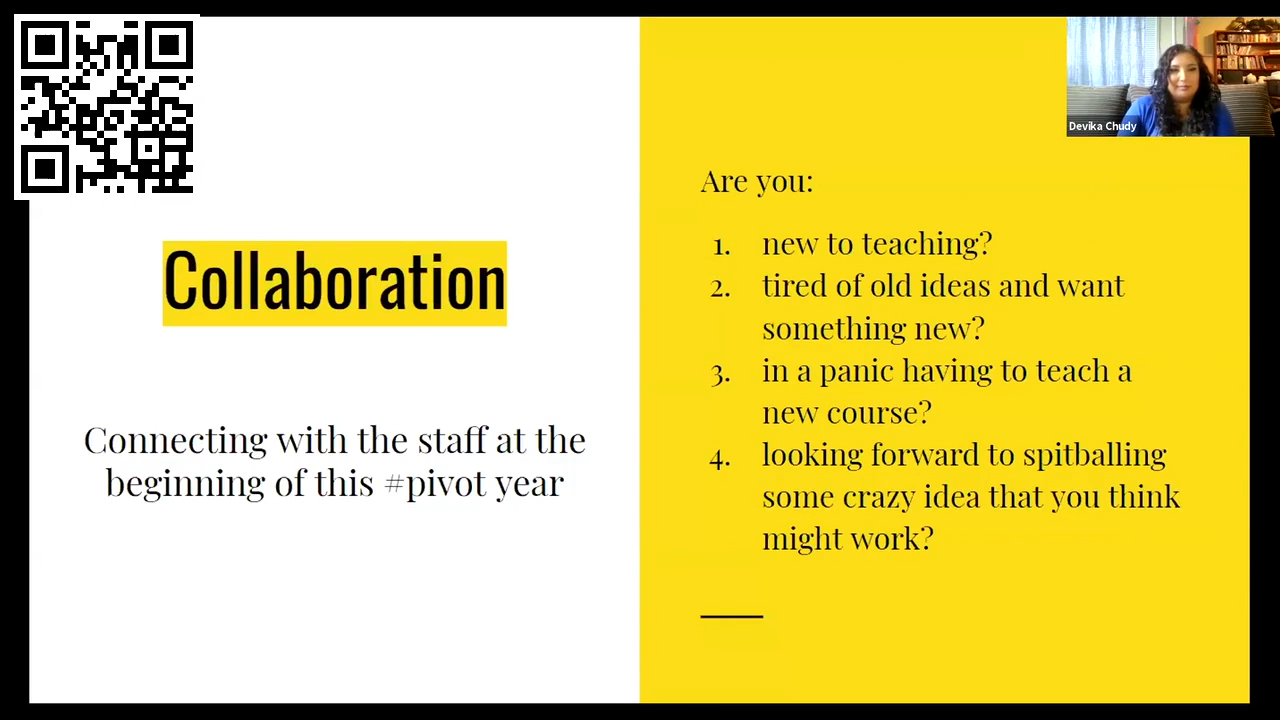 Devika Chudy
Collaboration
Connecting with the staff at the
beginning of this #pivot year
Are you:
1. new to teaching?
2. tired of old ideas and want
something new?
3. in a panic having to teach a
new course?
4. looking forward to spitballing
some crazy idea that you think
might work?